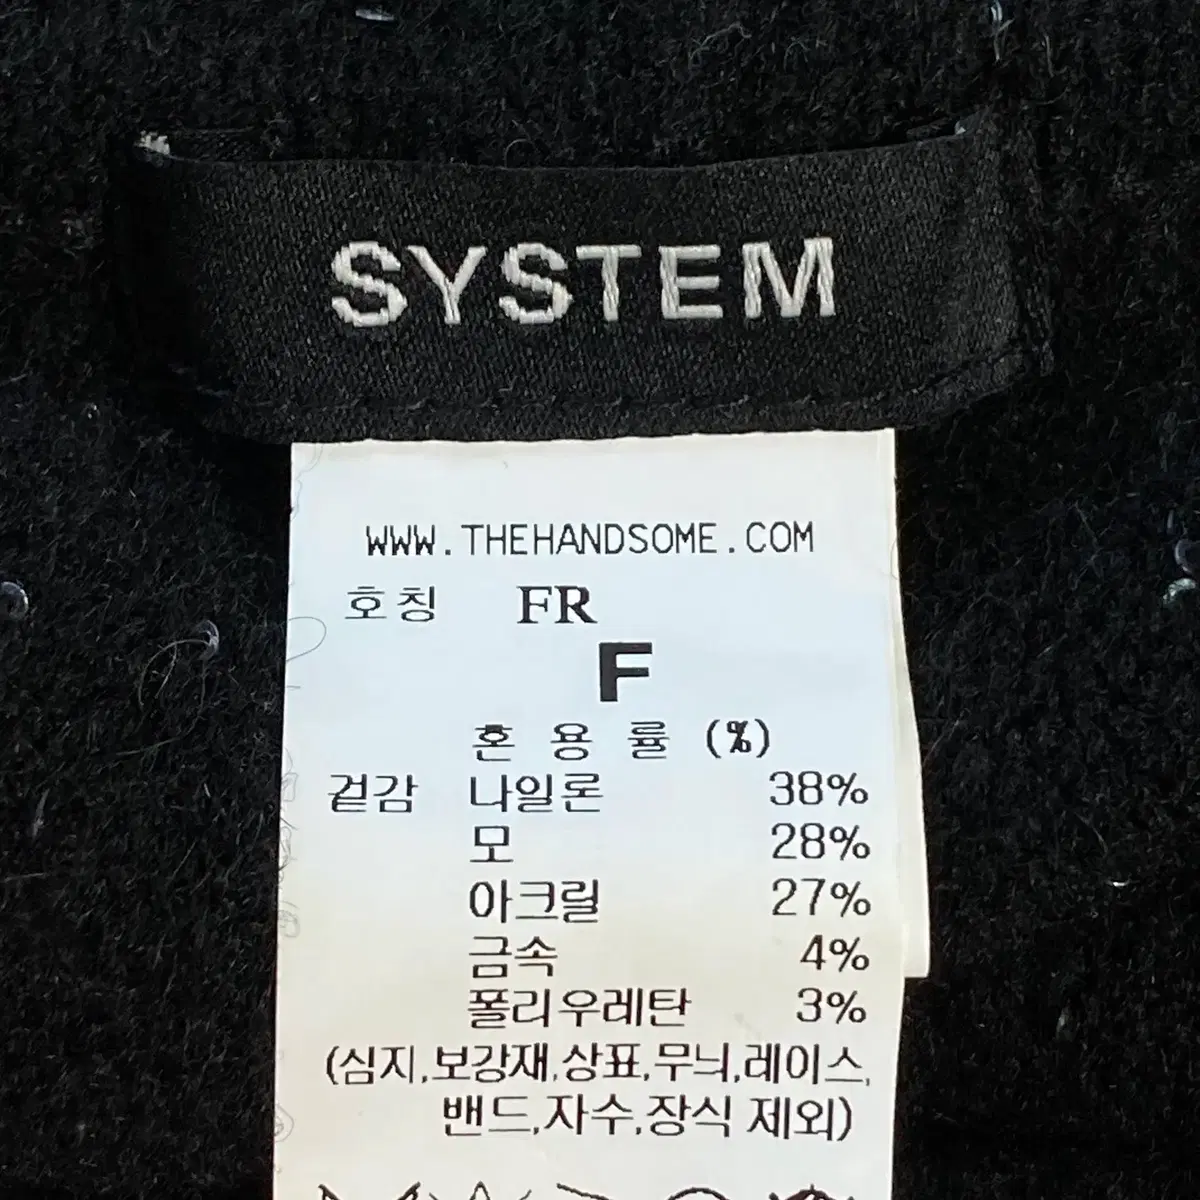 SYSTEM
WWW.THEHANDSOME.COM
호칭 FR
F
혼 용 률 (%)
겉감 나일론 38%
모 28%
아크릴 27%
금속 4%
폴리우레탄 3%
(심지,보강재,상표,무늬,레이스,
밴드,자수,장식 제외)